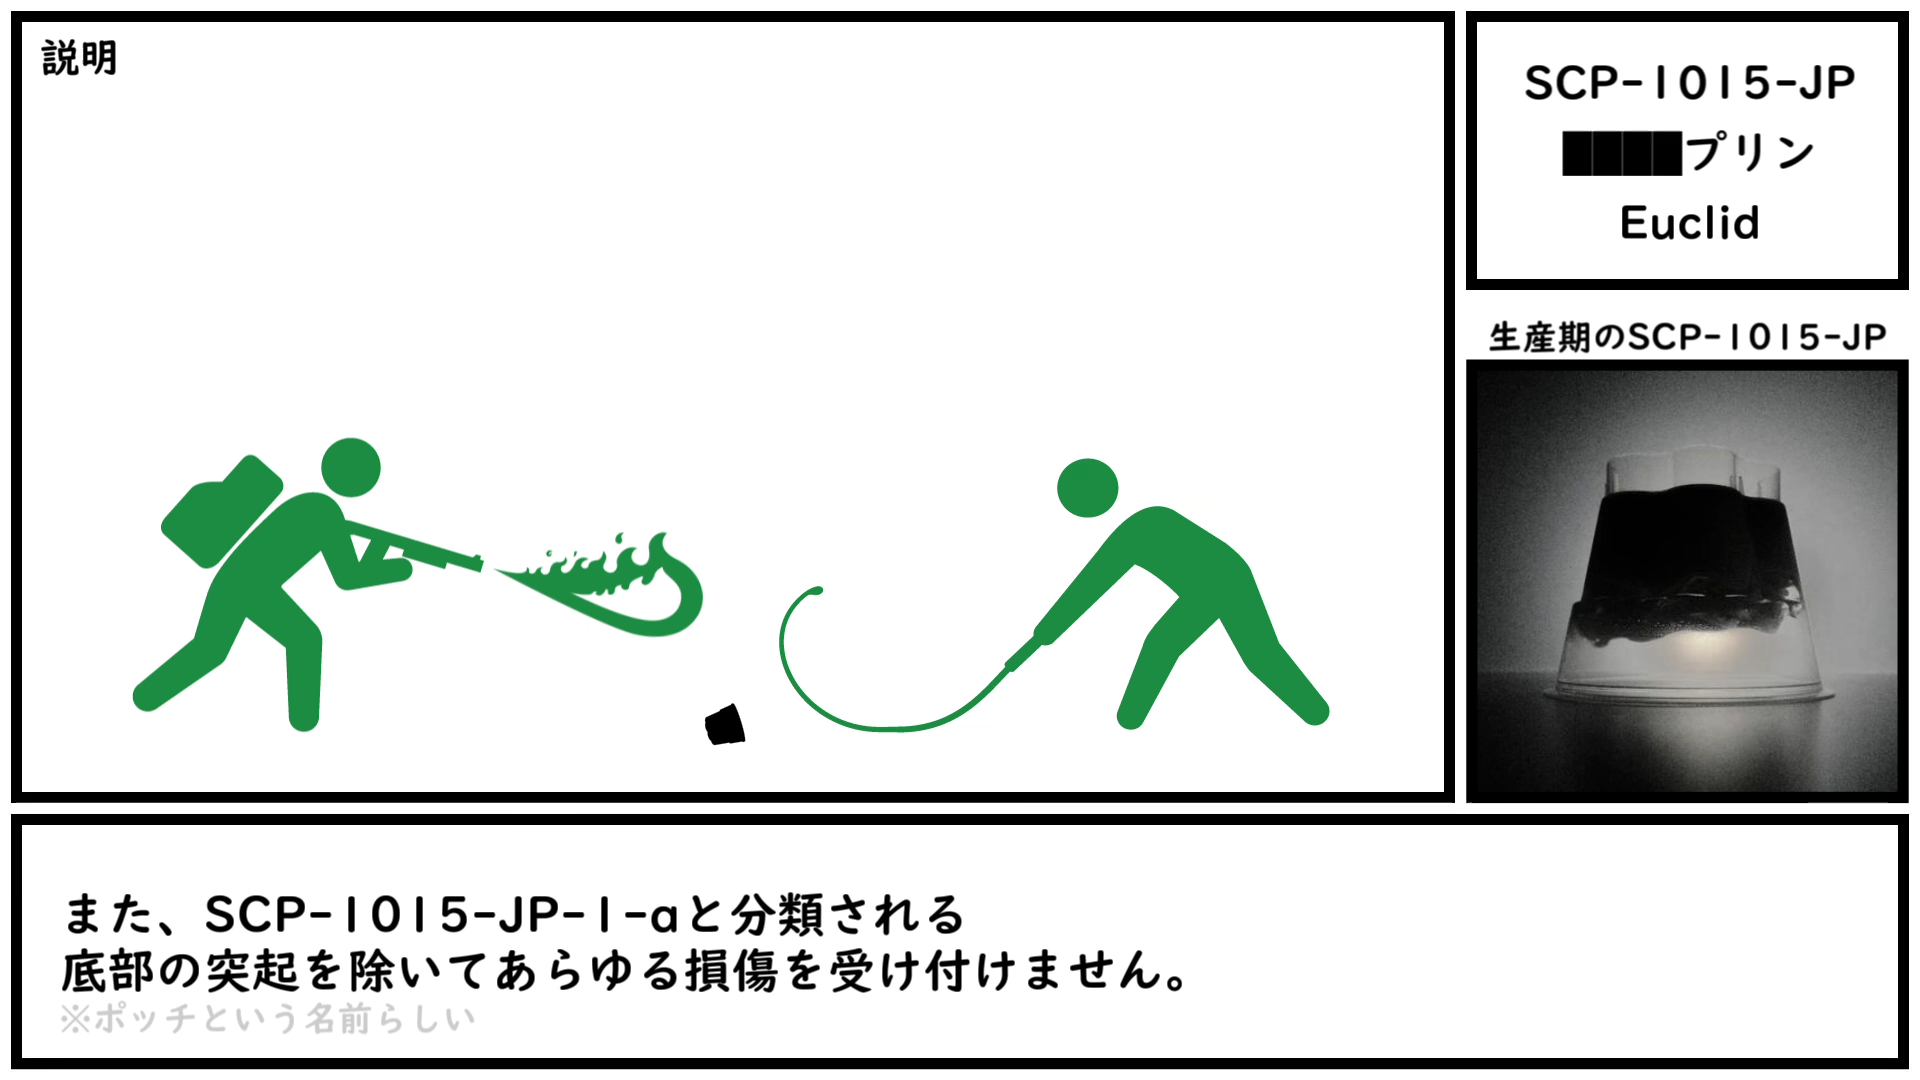 説明
SCP-1015-JP
████プリン
Euclid
生産期のSCP-1015-JP
また、SCP-1015-JP-1-aと分類される
底部の突起を除いてあらゆる損傷を受け付けません。
※ポッチという名前らしい